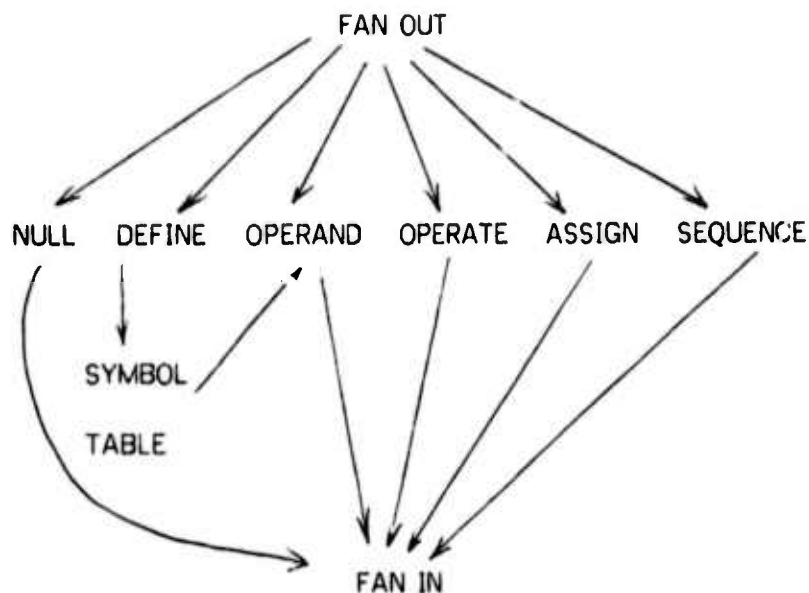 FAN OUT
NULL DEFINE OPERAND OPERATE ASSIGN SEQUENCE
SYMBOL
TABLE
FAN IN